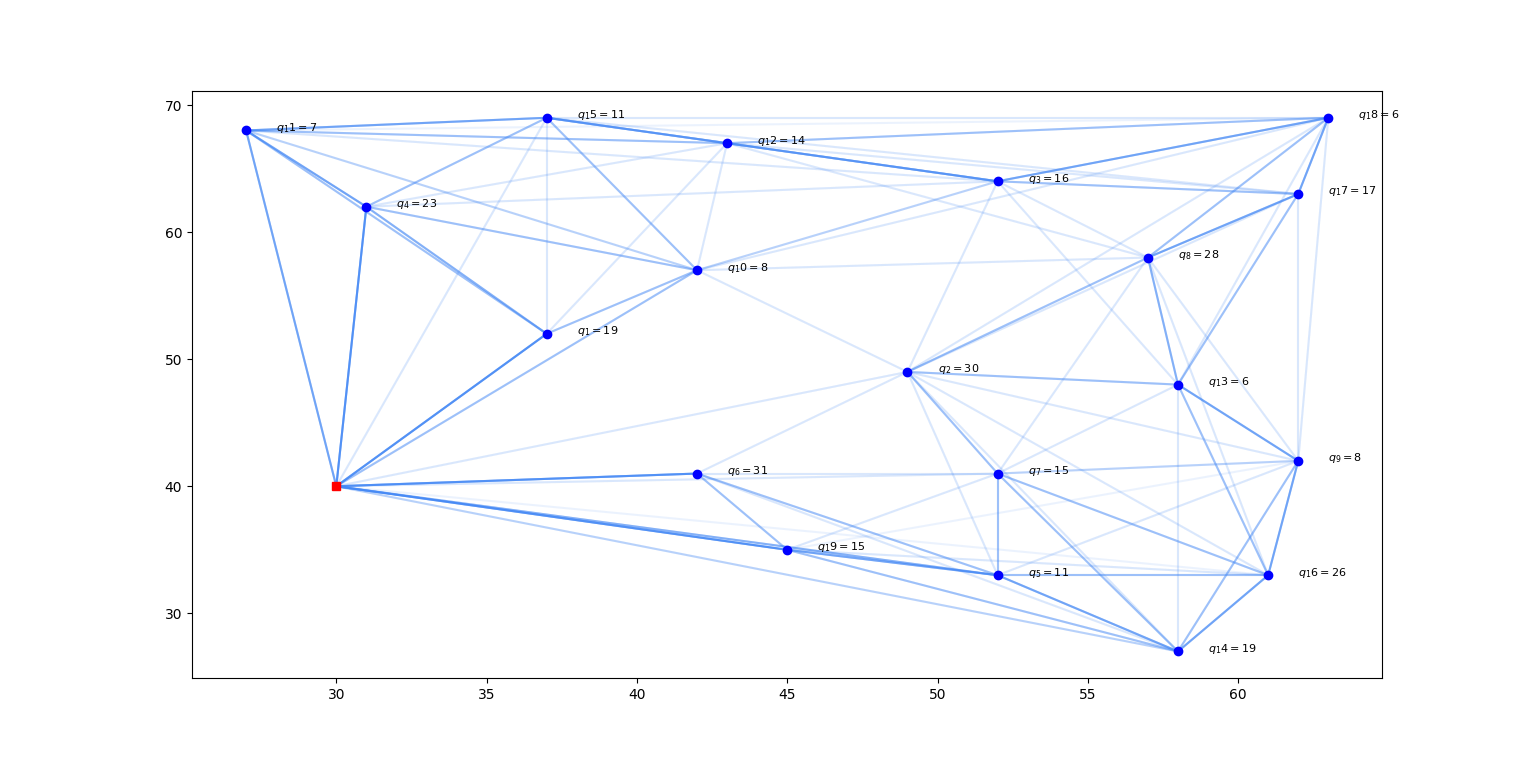 70
60
50
40
30
30 35 40 45 50 55 60
q₁5 = 11
q₁8 = 6
q₁1 = 7
q₁2 = 14
q₃ = 16
q₁7 = 17
q₄ = 23
q₈ = 28
q₁0 = 8
q₁ = 19
q₂ = 30
q₁3 = 6
q₉ = 8
q₆ = 31
q₇ = 15
q₁9 = 15
q₅ = 11
q₁6 = 26
q₁4 = 19